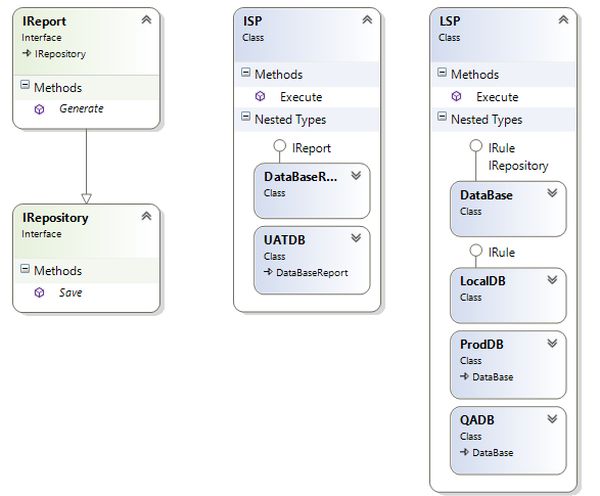 IReport
Interface
IRepository
Methods
Generate
IRepository
Interface
Methods
Save
ISP
Class
Methods
Execute
Nested Types
IReport
DataBaseR...
Class
UATDB
Class
DataBaseReport
LSP
Class
Methods
Execute
Nested Types
IRule
IRepository
DataBase
Class
IRule
LocalDB
Class
ProdDB
Class
DataBase
QADB
Class
DataBase